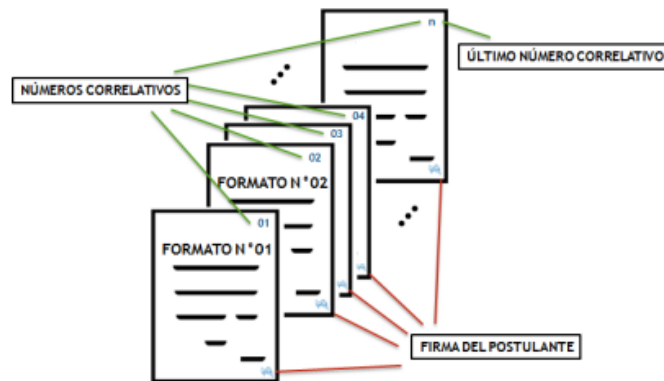 n
ÚLTIMO NÚMERO CORRELATIVO
NÚMEROS CORRELATIVOS
04
03
02
FORMATO N°02
01
FORMATO N°01
FIRMA DEL POSTULANTE